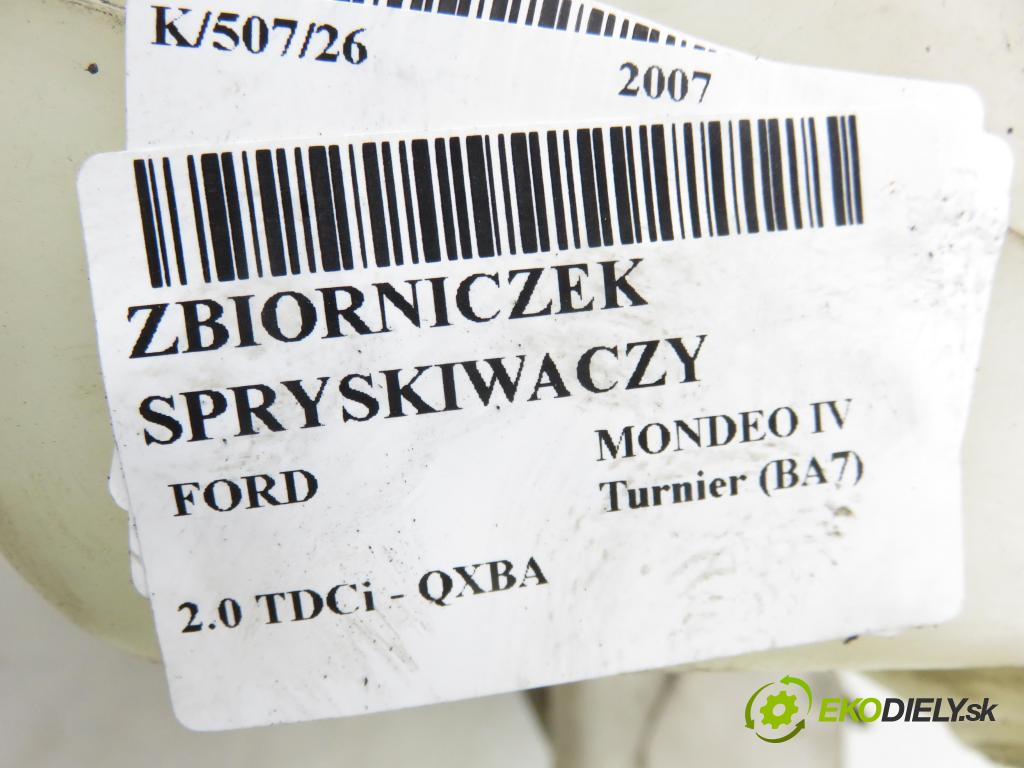 K/507/26
2007
ZBIORNICZEK
SPRYSKIWACZY
FORD
MONDEO IV
Turnier (BA7)
2.0 TDCi - QXBA
EKODIELY.sk